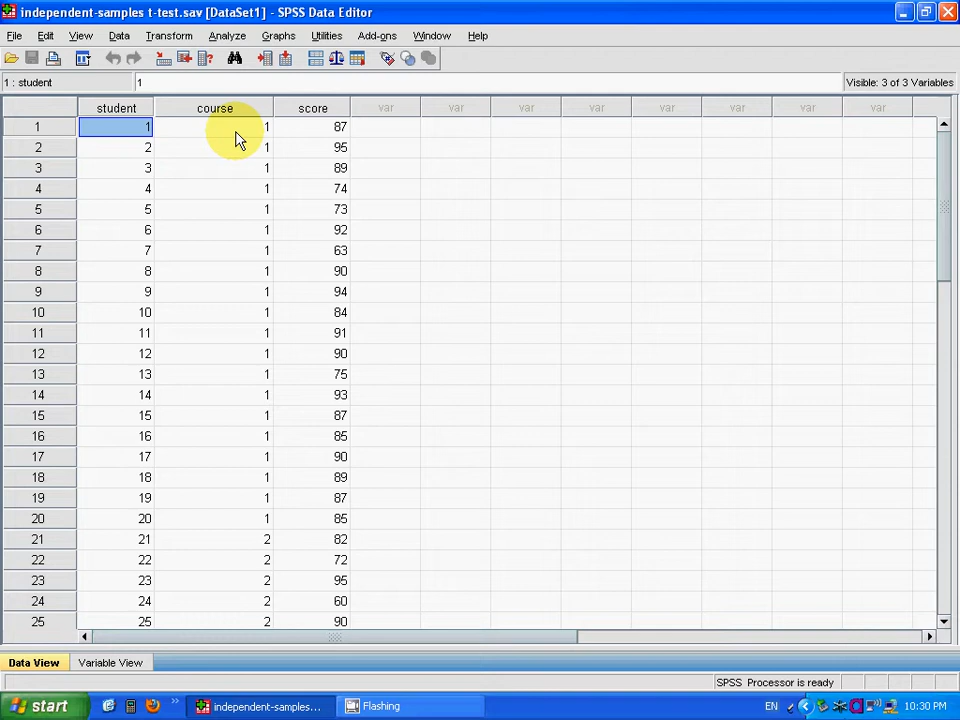 independent-samples t-test.sav [DataSet1] - SPSS Data Editor
File Edit View Data Transform Analyze Graphs Utilities Add-ons Window Help
1 : student 1 Visible: 3 of 3 Variables
student course score var var var var var var var var
1 1 1 87
2 2 1 95
3 3 1 89
4 4 1 74
5 5 1 73
6 6 1 92
7 7 1 63
8 8 1 90
9 9 1 94
10 10 1 84
11 11 1 91
12 12 1 90
13 13 1 75
14 14 1 93
15 15 1 87
16 16 1 85
17 17 1 90
18 18 1 89
19 19 1 87
20 20 1 85
21 21 2 82
22 22 2 72
23 23 2 95
24 24 2 60
25 25 2 90
Data View Variable View
SPSS Processor is ready
start independent-samples... Flashing EN 10:30 PM